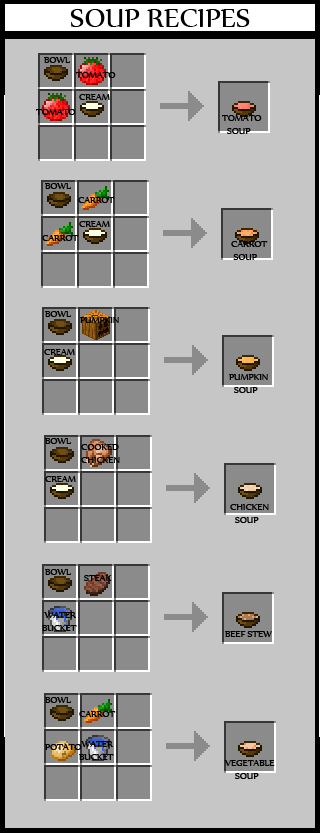 SOUP RECIPES
BOWL
TOMATO
TOMATO
CREAM
TOMATO
SOUP
BOWL
CARROT
CARROT
CREAM
CARROT
SOUP
BOWL
PUMPKIN
CREAM
PUMPKIN
SOUP
BOWL
COOKED
CHICKEN
CREAM
CHICKEN
SOUP
BOWL
STEAK
WATER
BUCKET
BEEF STEW
BOWL
CARROT
POTATO
WATER
BUCKET
VEGETABLE
SOUP